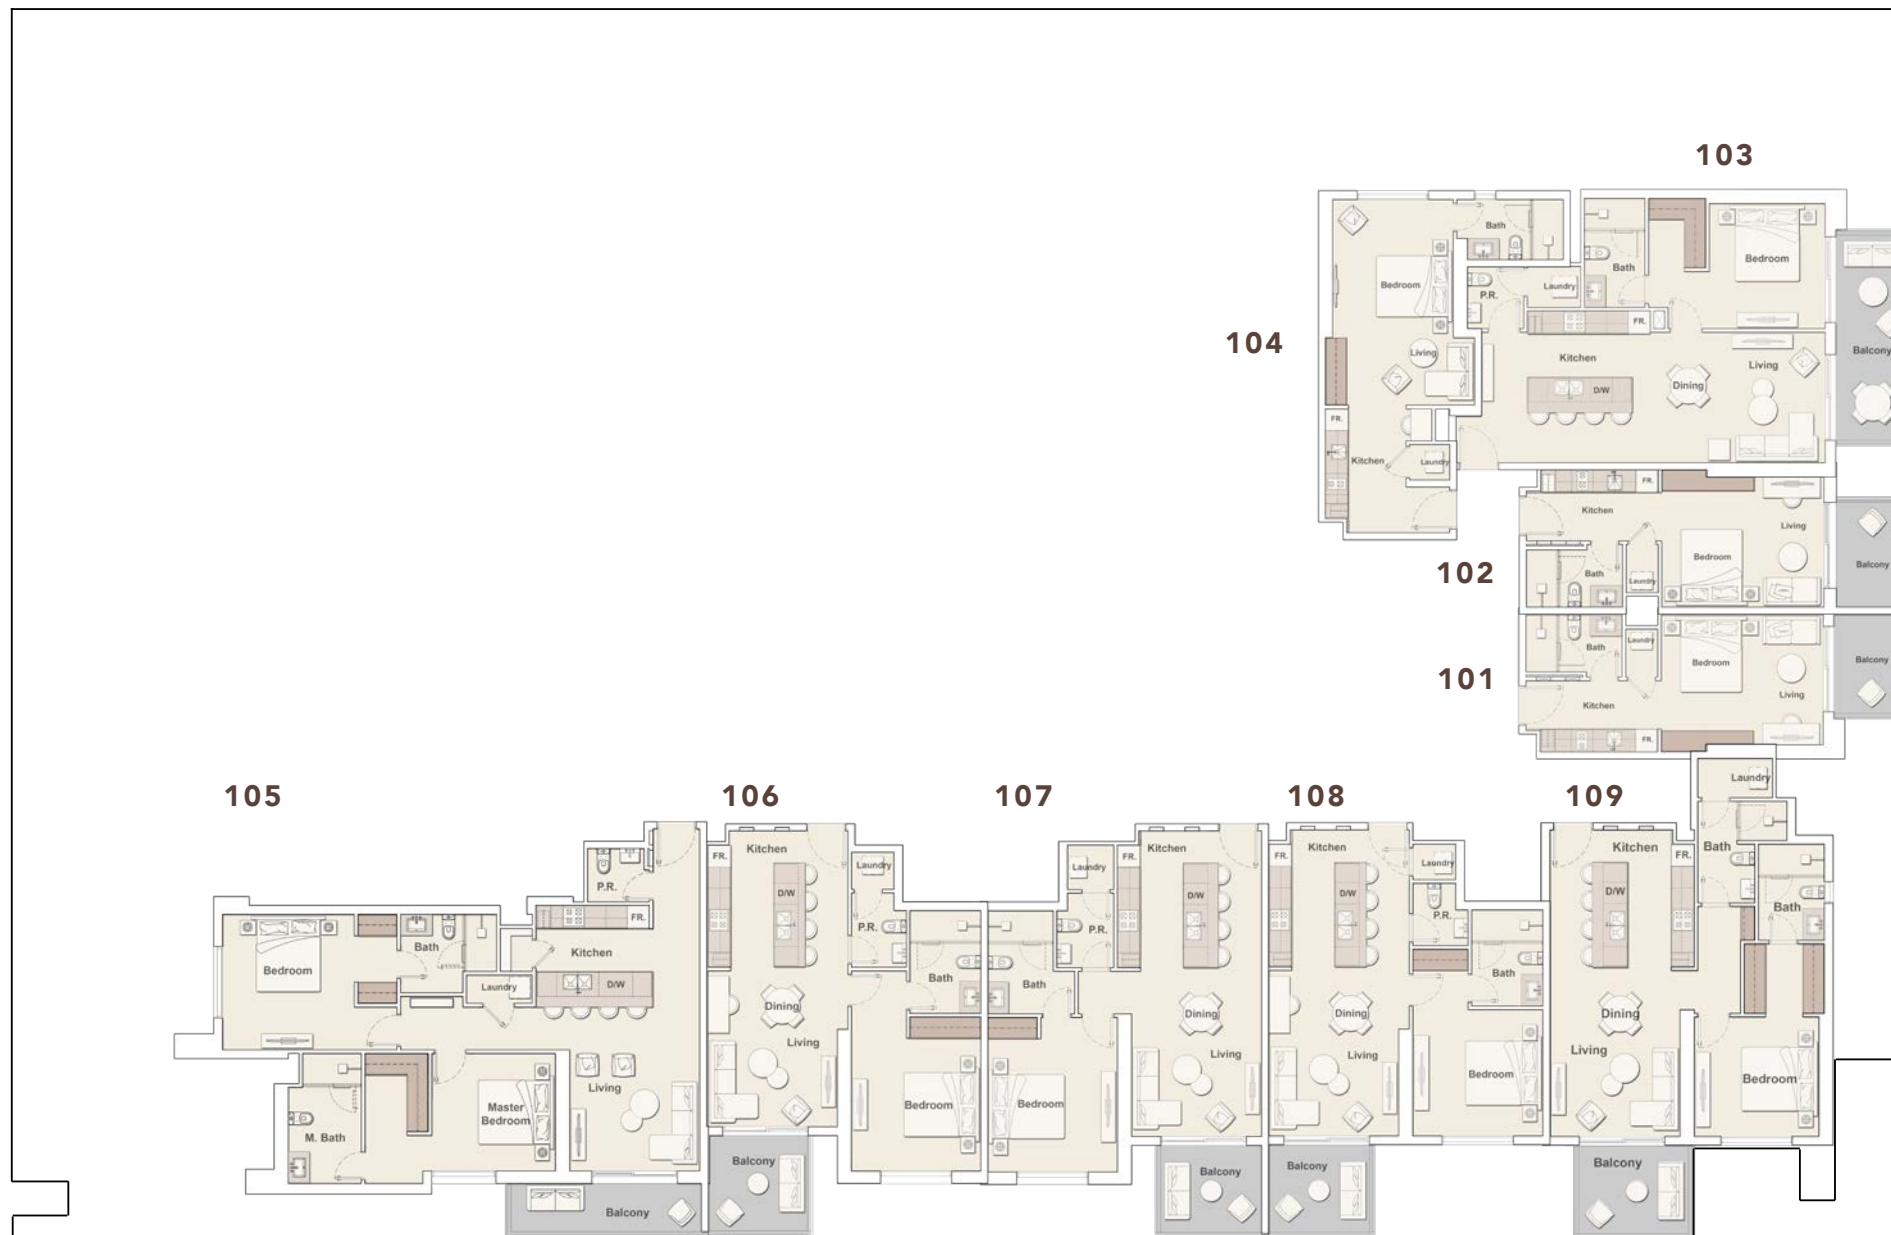 103
Bath
Bedroom
Bath
Bedroom
Laundry
P.R.
FR.
104
Living
Kitchen
Living
Balcony
Dining
D/W
FR.
Kitchen
Laundry
FR.
Kitchen
Living
102
Bedroom
Bath
Laundry
Balcony
Laundry
Bath
Bedroom
Balcony
101
Living
Kitchen
FR.
105
106
107
108
109
Laundry
Kitchen
FR.
D/W
Laundry
P.R.
Bath
Dining
Living
Bedroom
Balcony
P.R.
FR.
Kitchen
D/W
Bath
Bedroom
Laundry
Living
Master
Bedroom
M. Bath
Balcony
Kitchen
FR.
D/W
Laundry
P.R.
Bath
Dining
Living
Bedroom
Balcony
Kitchen
FR.
D/W
Laundry
P.R.
Bath
Dining
Living
Bedroom
Balcony
Kitchen
FR.
D/W
Bath
Bath
Dining
Living
Bedroom
Balcony